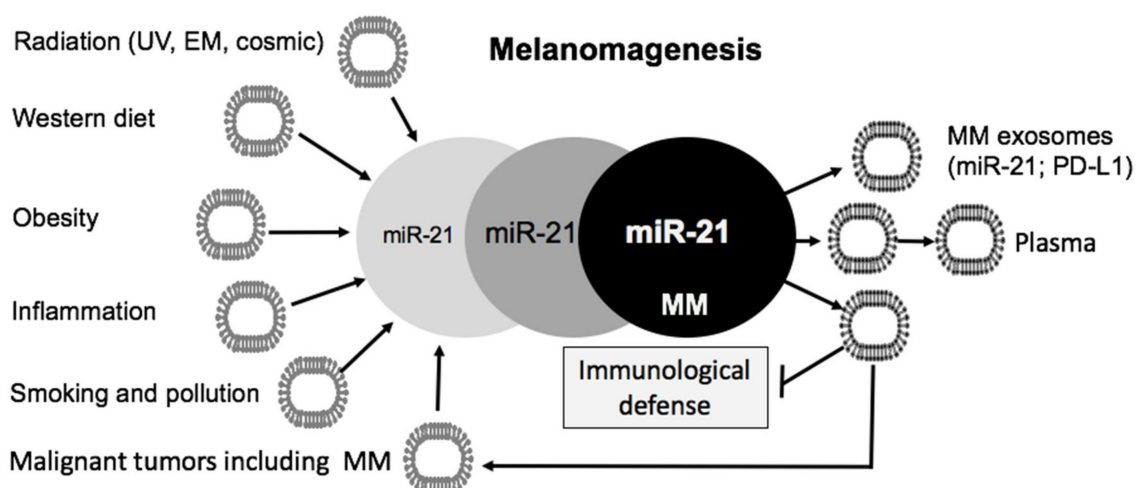 Radiation (UV, EM, cosmic)
Melanomagenesis
Western diet
MM exosomes
(miR-21; PD-L1)
Obesity
miR-21
miR-21
miR-21
Plasma
Inflammation
MM
Immunological
defense
Smoking and pollution
Malignant tumors including MM